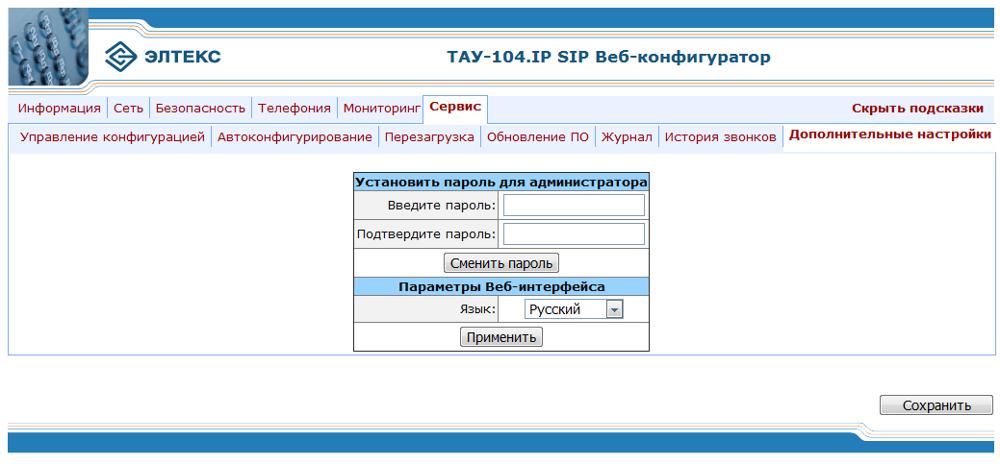 ЭЛТЕКС
ТАУ-104.IP SIP Веб-конфигуратор
Информация Сеть Безопасность Телефония Мониторинг Сервис Скрыть подсказки
Управление конфигурацией Автоконфигурирование Перезагрузка Обновление ПО Журнал История звонков Дополнительные настройки
Установить пароль для администратора
Введите пароль:
Подтвердите пароль:
Сменить пароль
Параметры Веб-интерфейса
Язык: Русский
Применить
Сохранить